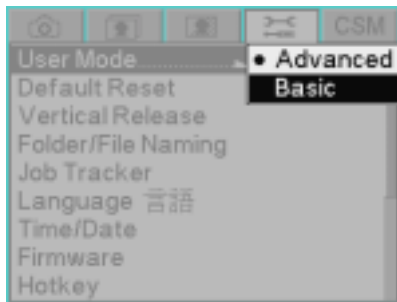 CSM
User Mode
Advanced
Basic
Default Reset
Vertical Release
Folder/File Naming
Job Tracker
Language 言語
Time/Date
Firmware
Hotkey